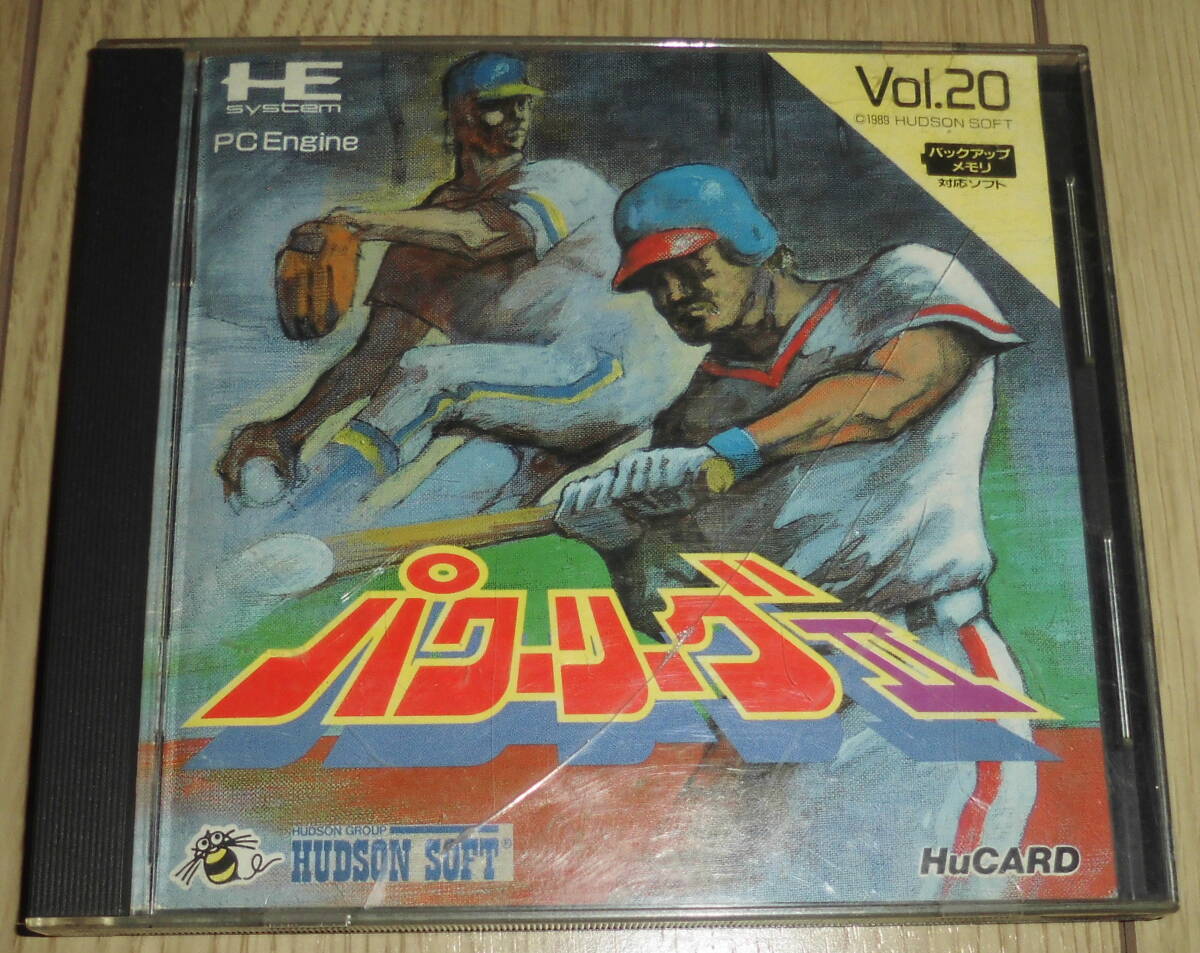 HE
system
PC Engine
Vol.20
©1989 HUDSON SOFT
バックアップ
メモリ
対応ソフト
パワーリーグII
HUDSON GROUP
HUDSON SOFT®
HuCARD